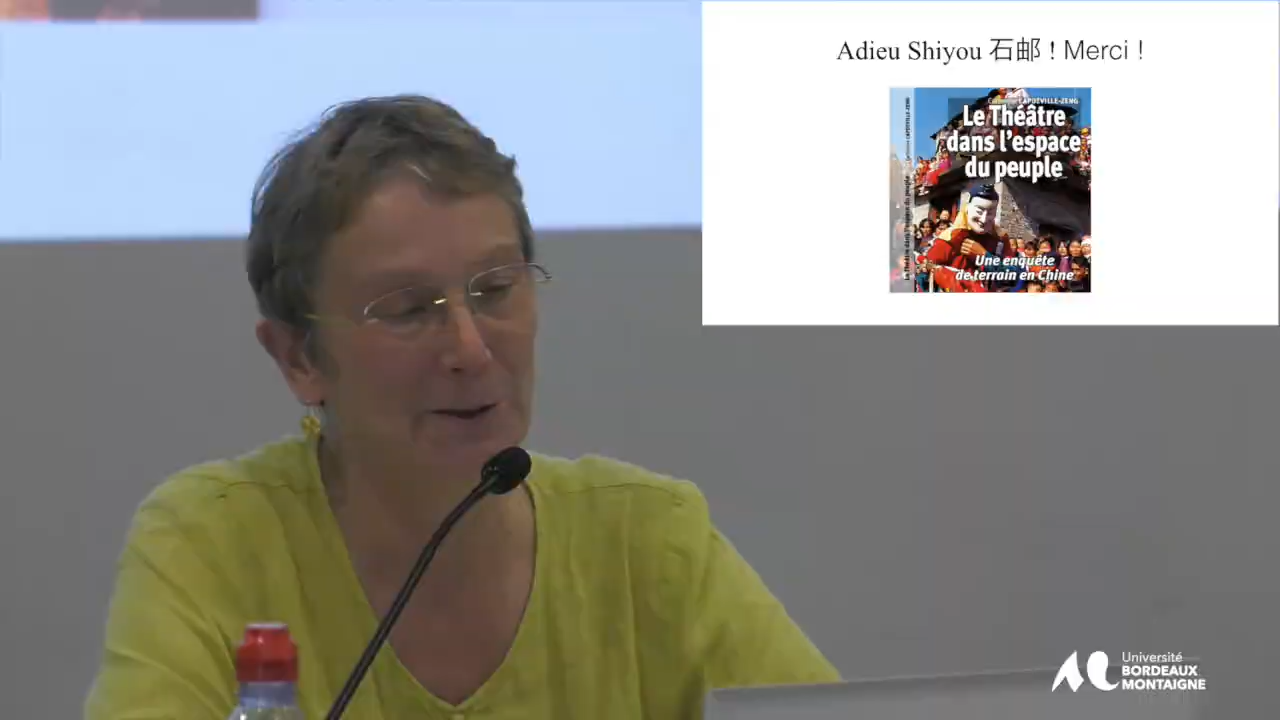 Adieu Shiyou 石邮 ! Merci !
CAPDEVILLE-ZENG
Le Théâtre
dans l'espace
du peuple
Une enquête
de terrain en Chine
Université
BORDEAUX
MONTAIGNE